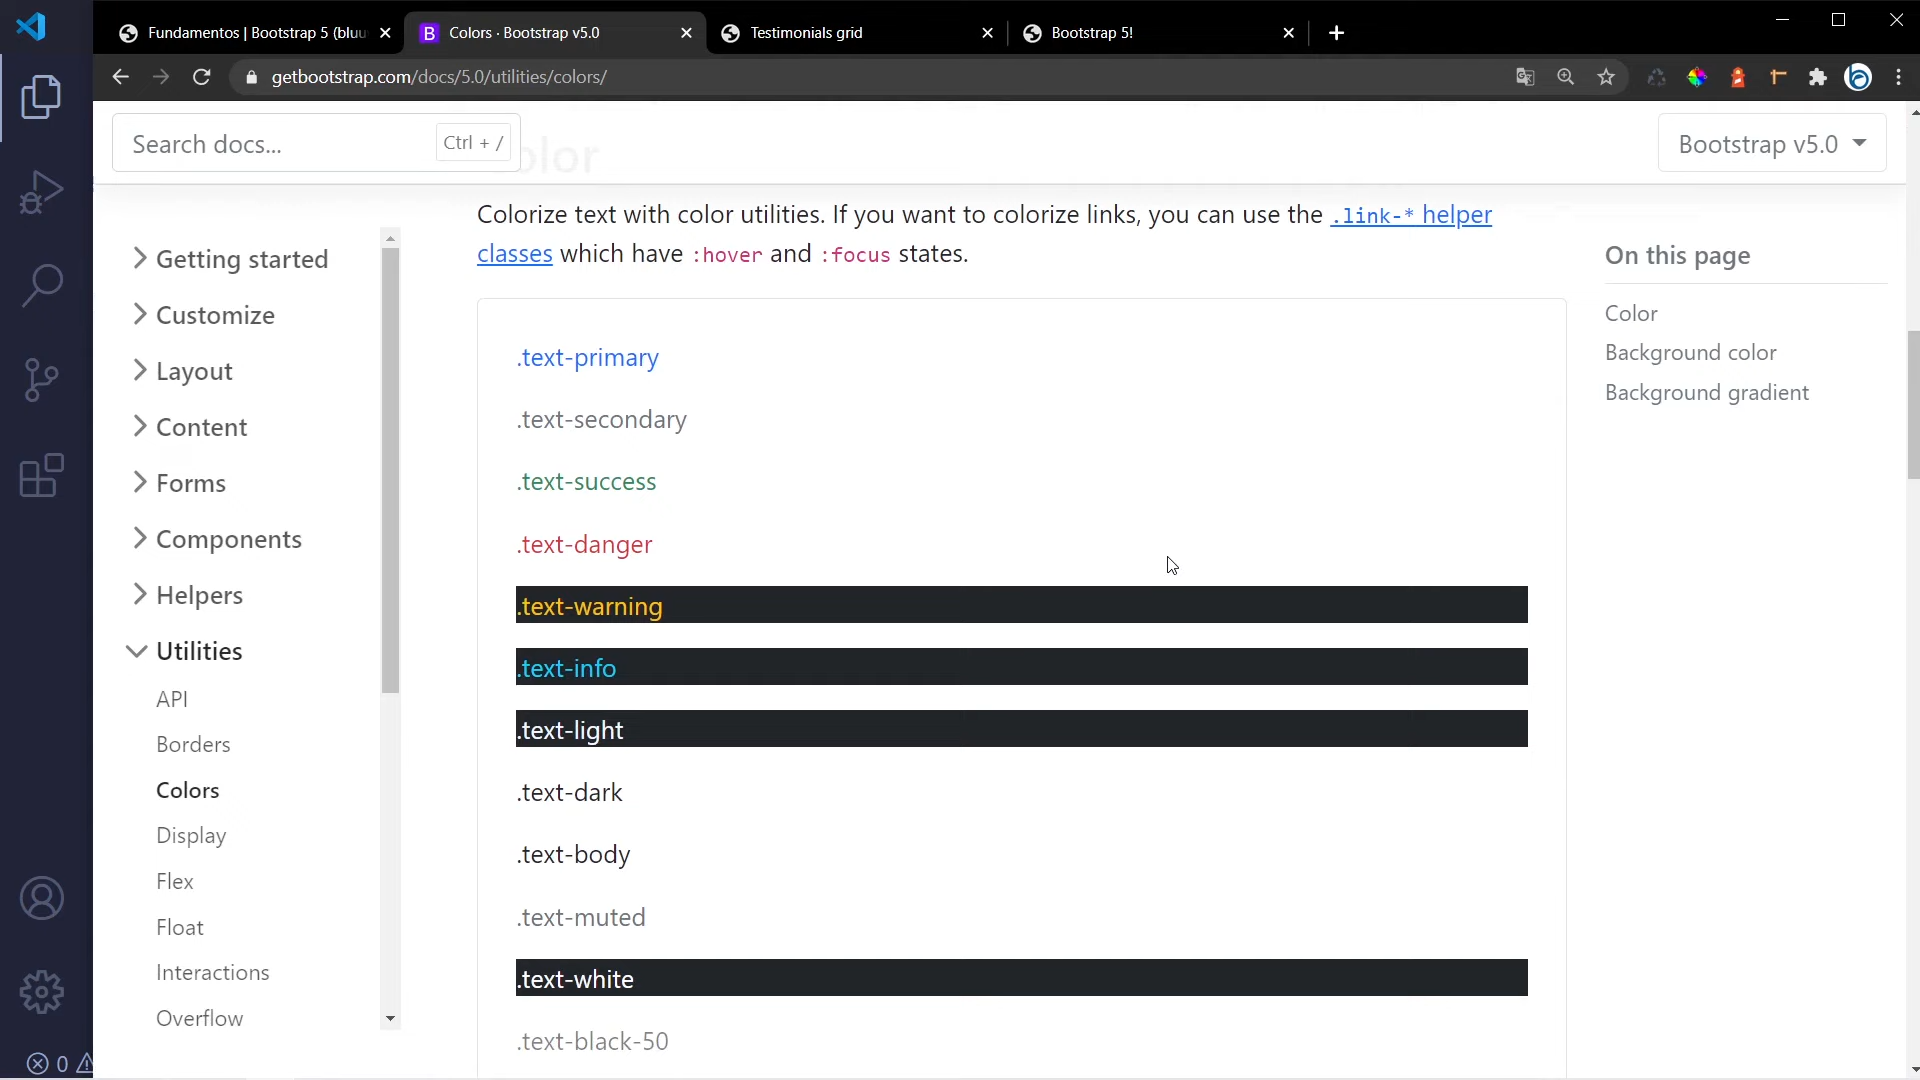 Fundamentos | Bootstrap 5 (bluu
Colors · Bootstrap v5.0
Testimonials grid
Bootstrap 5!
getbootstrap.com/docs/5.0/utilities/colors/
Search docs...
Ctrl + /
olor
Bootstrap v5.0
Getting started
Customize
Layout
Content
Forms
Components
Helpers
Utilities
API
Borders
Colors
Display
Flex
Float
Interactions
Overflow
Colorize text with color utilities. If you want to colorize links, you can use the .link-* helper
classes which have :hover and :focus states.
.text-primary
.text-secondary
.text-success
.text-danger
.text-warning
.text-info
.text-light
.text-dark
.text-body
.text-muted
.text-white
.text-black-50
On this page
Color
Background color
Background gradient
0